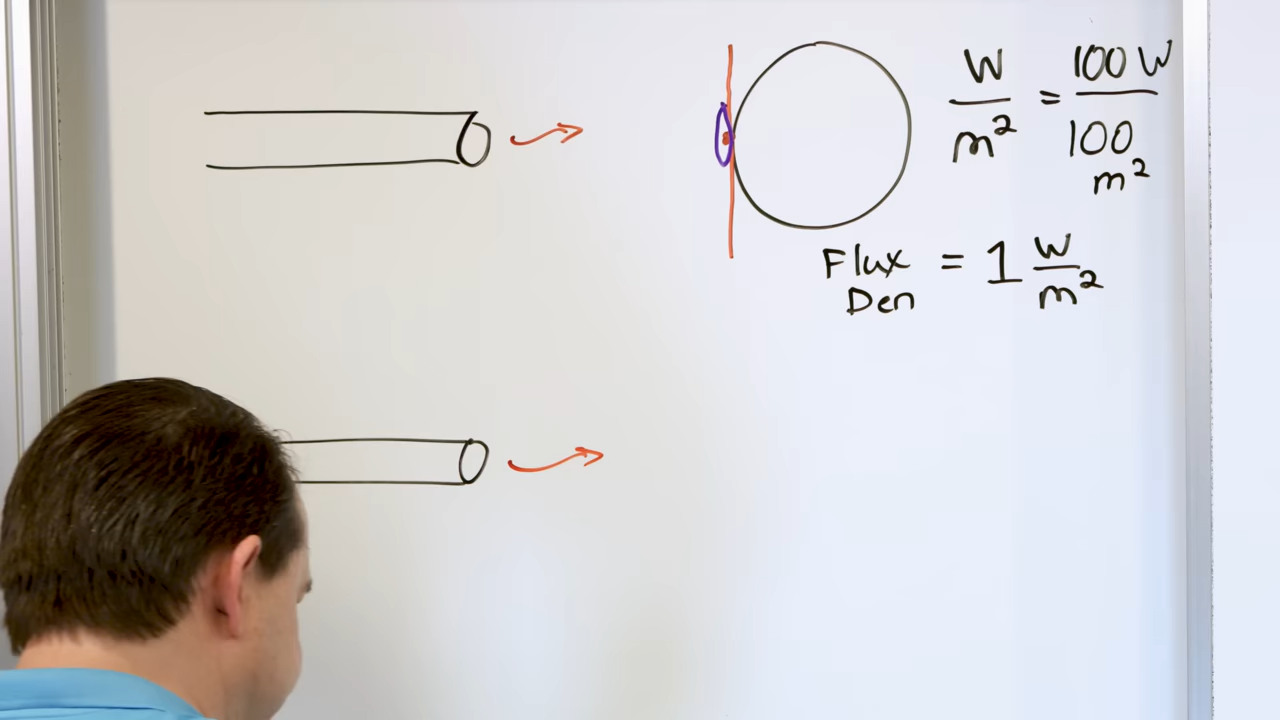 W/m² = 100 W/100 m²
Flux Den = 1 W/m²